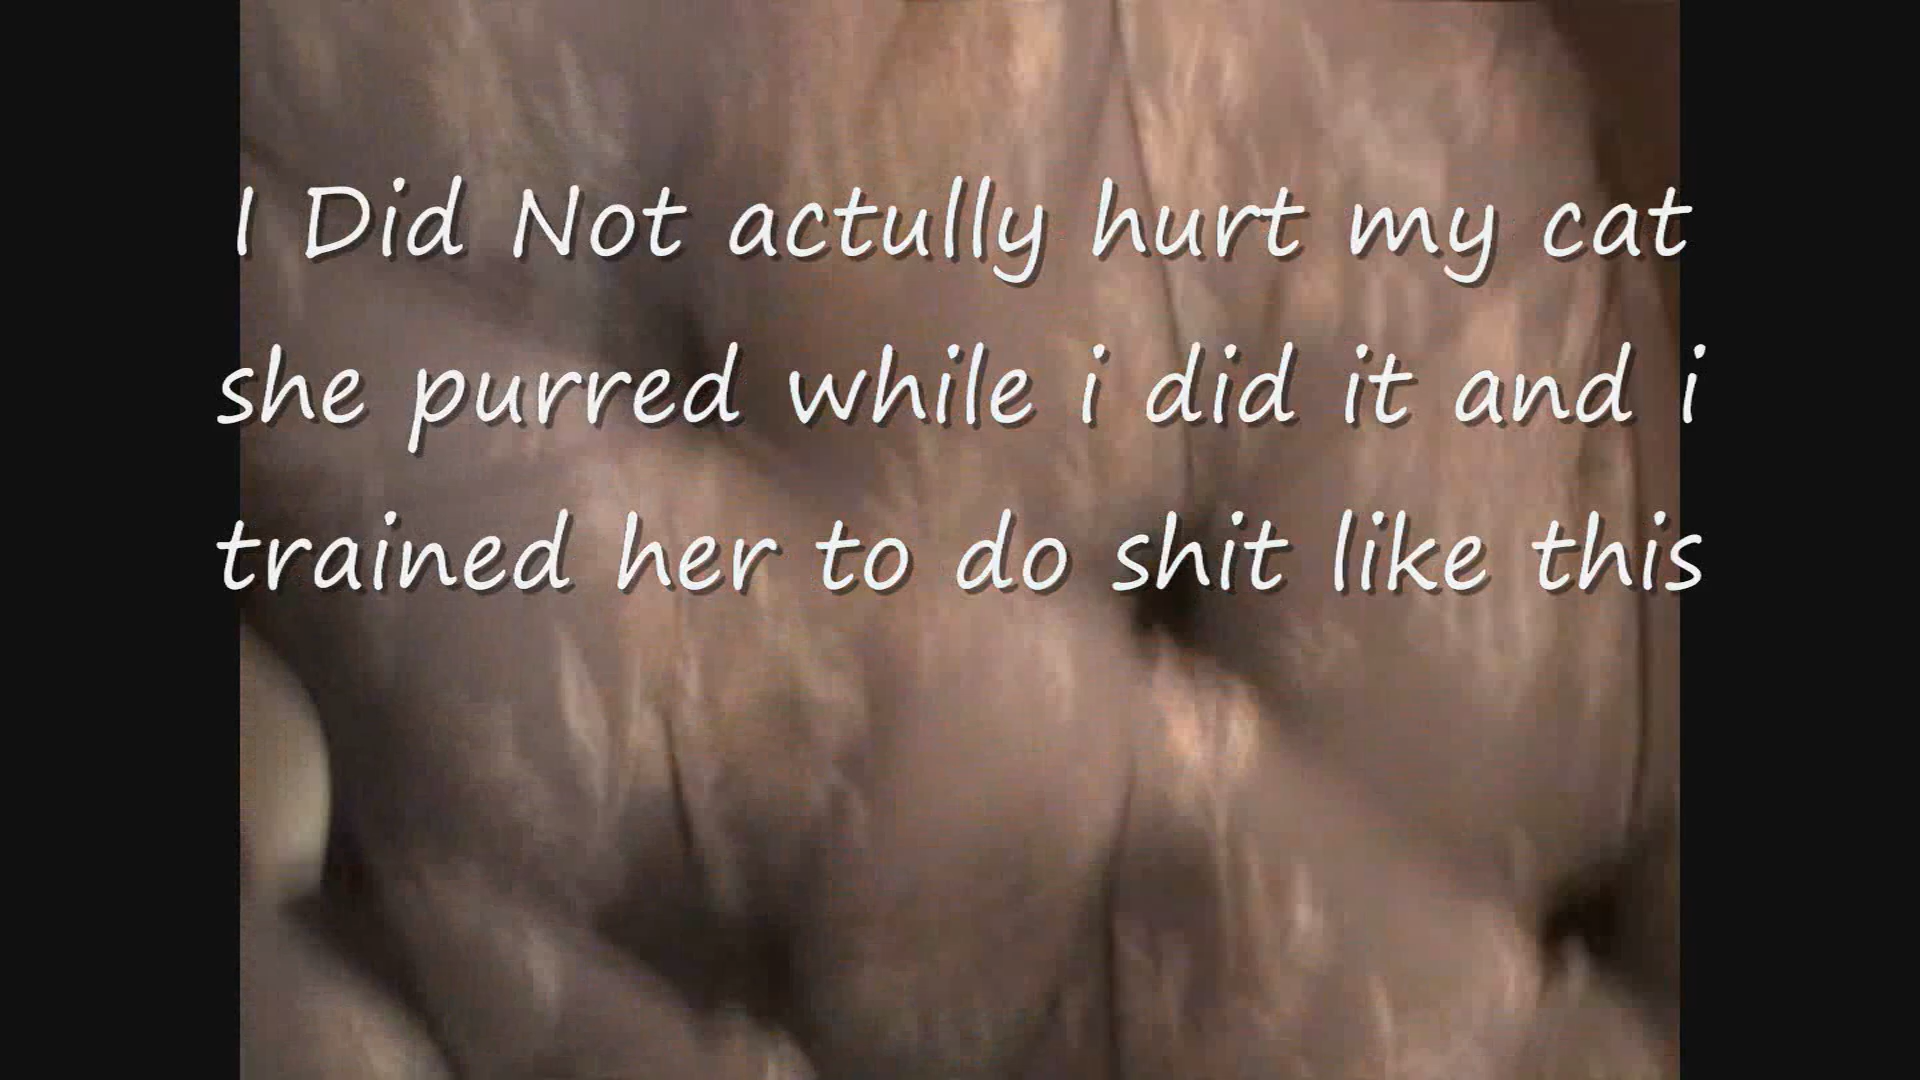 I Did Not actully hurt my cat
she purred while i did it and i
trained her to do shit like this